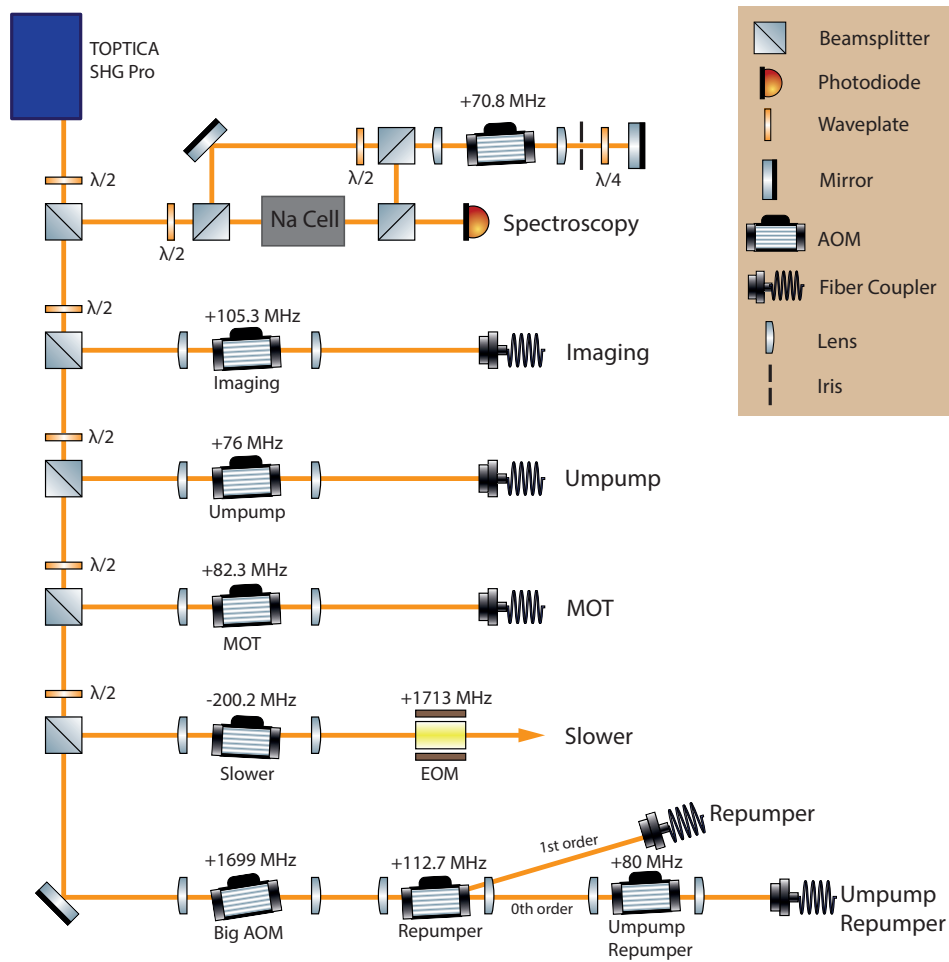 TOPTICA
SHG Pro
λ/2
+70.8 MHz
λ/2
λ/4
λ/2
Na Cell
Spectroscopy
λ/2
+105.3 MHz
Imaging
Imaging
λ/2
+76 MHz
Umpump
Umpump
λ/2
+82.3 MHz
MOT
MOT
λ/2
-200.2 MHz
Slower
+1713 MHz
EOM
Slower
+1699 MHz
Big AOM
+112.7 MHz
Repumper
1st order
Repumper
0th order
+80 MHz
Umpump
Repumper
Umpump
Repumper
Beamsplitter
Photodiode
Waveplate
Mirror
AOM
Fiber Coupler
Lens
Iris